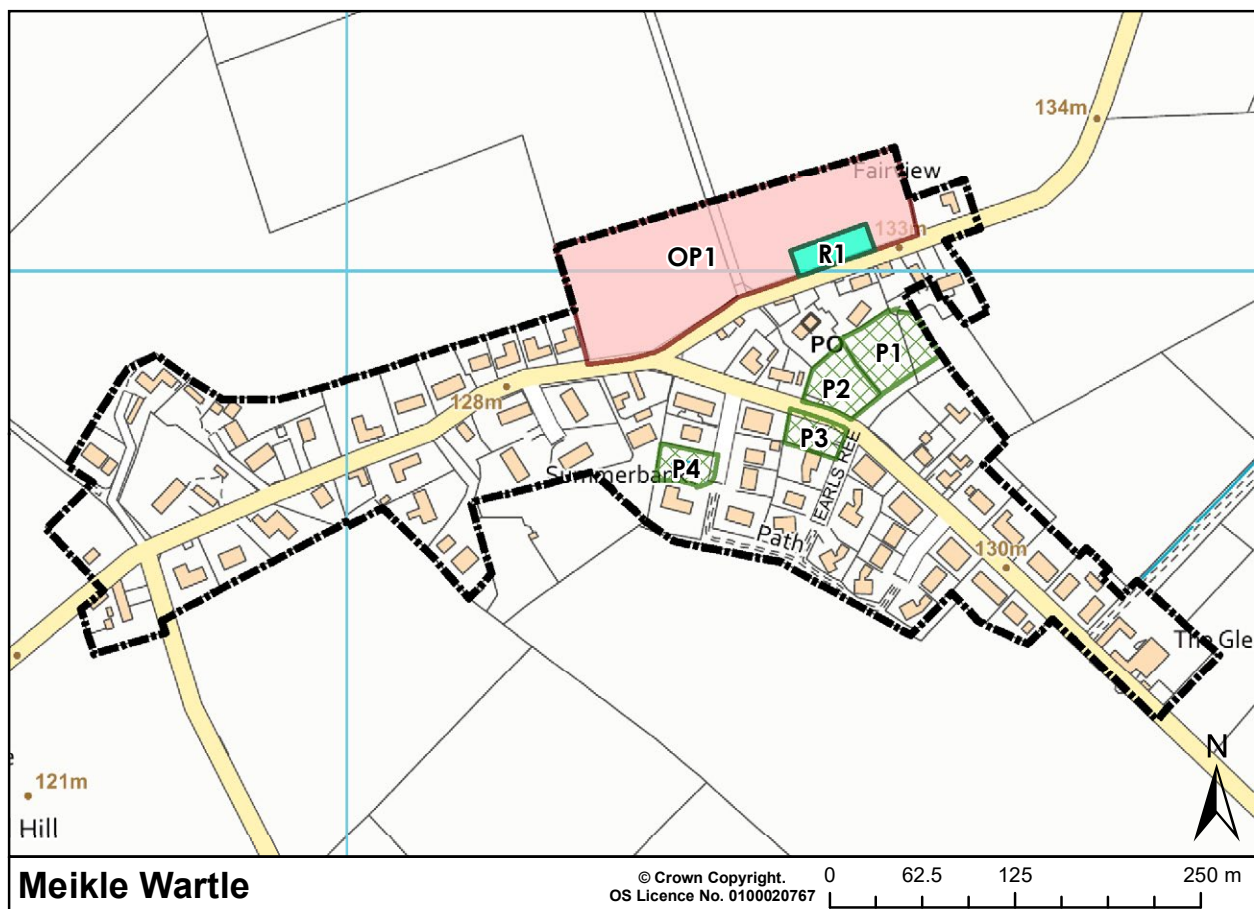 134m
Fairview
133m
OP1
R1
PO
P1
P2
128m
P3
P4
Summerbank
EARLS REE
Path
130m
The Gle
N
121m
Hill
Meikle Wartle
© Crown Copyright.
OS Licence No. 0100020767
0 62.5 125 250 m